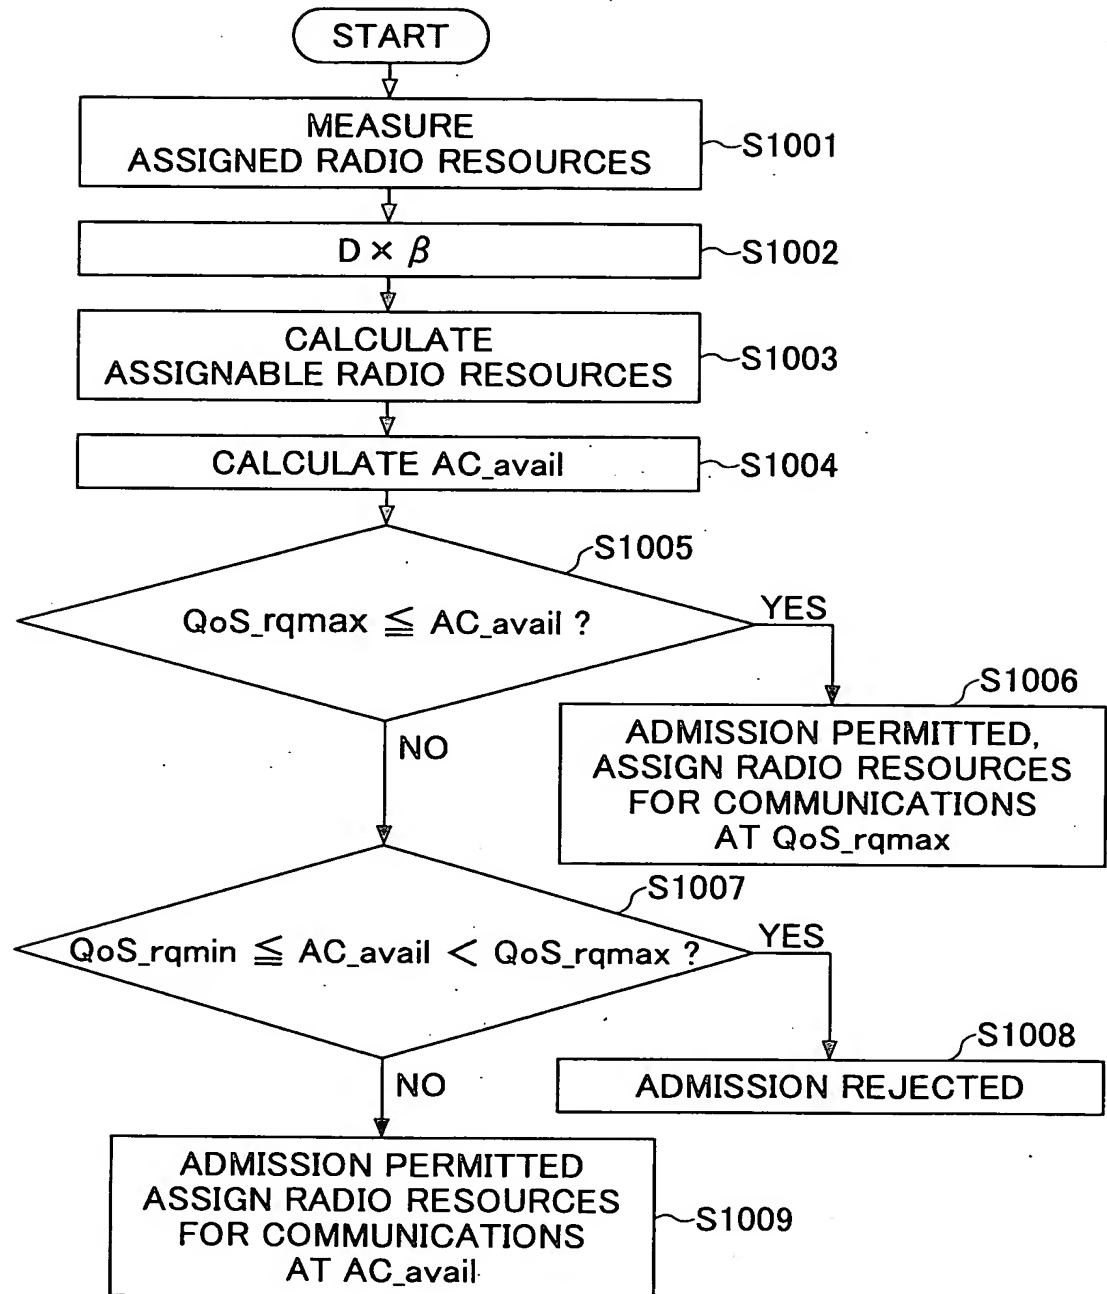 START
MEASURE
ASSIGNED RADIO RESOURCES
S1001
D × β
S1002
CALCULATE
ASSIGNABLE RADIO RESOURCES
S1003
CALCULATE AC_avail
S1004
S1005
QoS_rqmax ≦ AC_avail ?
YES
S1006
ADMISSION PERMITTED,
ASSIGN RADIO RESOURCES
FOR COMMUNICATIONS
AT QoS_rqmax
NO
S1007
QoS_rqmin ≦ AC_avail < QoS_rqmax ?
YES
S1008
ADMISSION REJECTED
NO
ADMISSION PERMITTED
ASSIGN RADIO RESOURCES
FOR COMMUNICATIONS
AT AC_avail
S1009